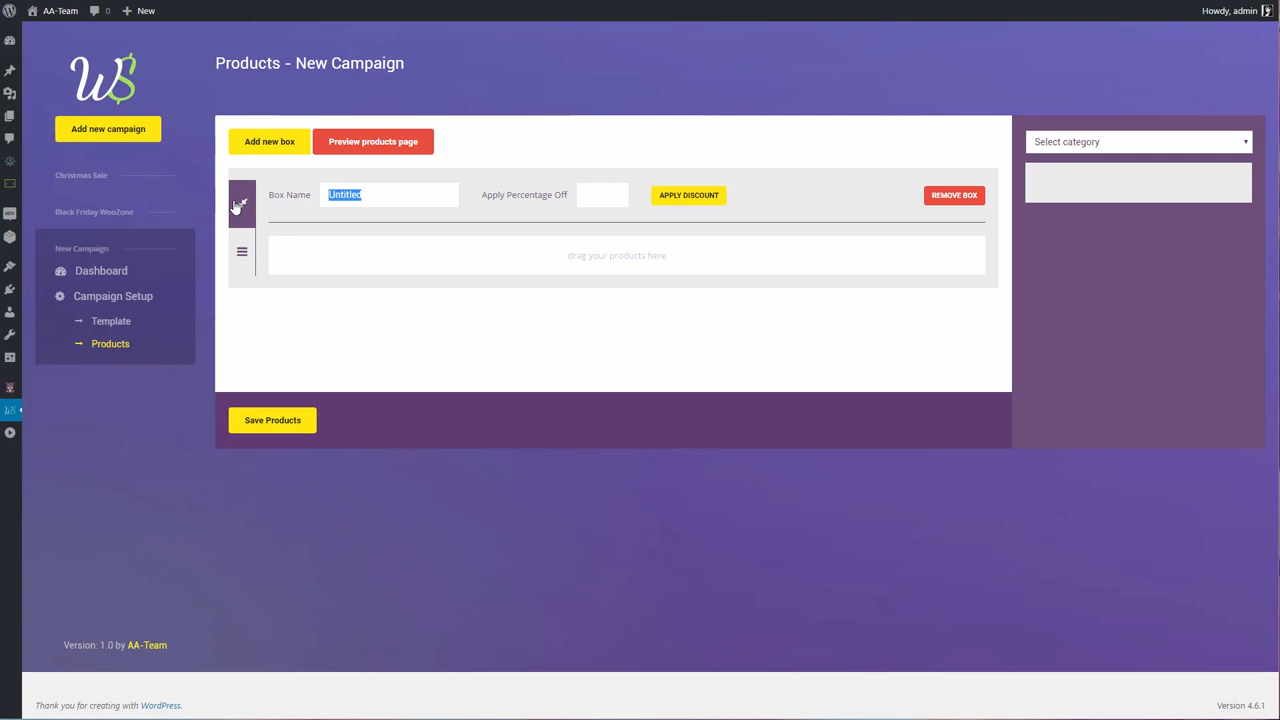 AA-Team 0 New
Howdy, admin
W$
Products - New Campaign
Add new campaign
Christmas Sale
Black Friday WooZone
New Campaign
Dashboard
Campaign Setup
Template
Products
Add new box
Preview products page
Box Name Untitled Apply Percentage Off APPLY DISCOUNT REMOVE BOX
drag your products here
Save Products
Select category
Version: 1.0 by AA-Team
Thank you for creating with WordPress.
Version 4.6.1